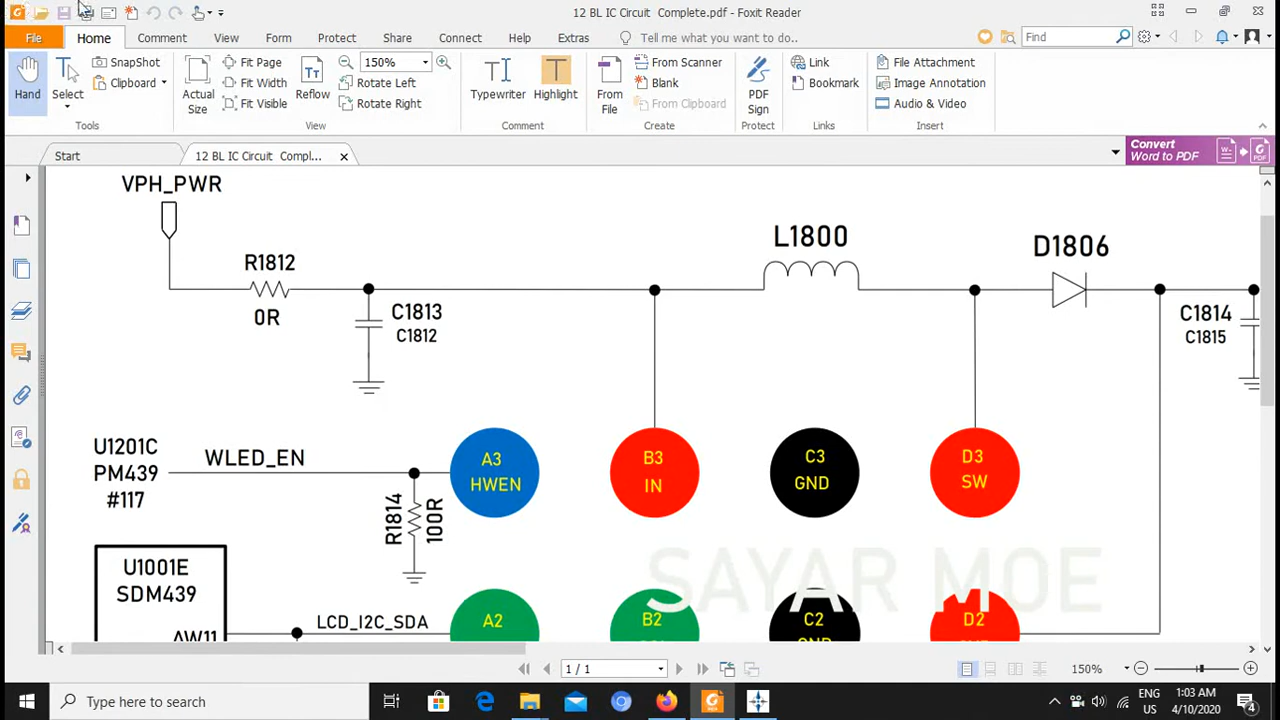 12 BL IC Circuit  Complete.pdf - Foxit Reader
File Home Comment View Form Protect Share Connect Help Extras Tell me what you want to do.. Find
Hand
Select
SnapShot
Clipboard
Tools
Actual Size
Fit Page
Fit Width
Fit Visible
Reflow
150%
Rotate Left
Rotate Right
View
Typewriter
Highlight
Comment
From File
From Scanner
Blank
From Clipboard
Create
PDF Sign
Protect
Link
Bookmark
Links
File Attachment
Image Annotation
Audio & Video
Insert
Start
12 BL IC Circuit  Compl...
Convert
Word to PDF
VPH_PWR
R1812
0R
C1813
C1812
L1800
D1806
C1814
C1815
U1201C
PM439
#117
WLED_EN
R1814
100R
A3
HWEN
B3
IN
C3
GND
D3
SW
SAYAR MOE
U1001E
SDM439
AW11
LCD_I2C_SDA
A2
B2
C2
D2
1 / 1
150%
Type here to search
ENG
US
1:03 AM
4/10/2020
4